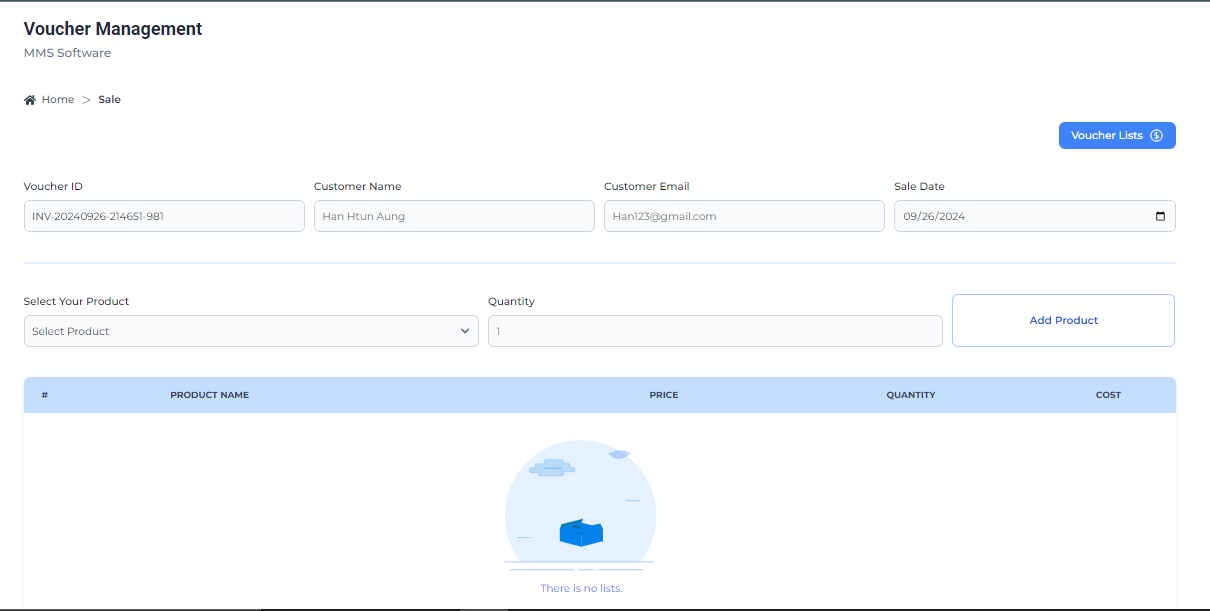 Voucher Management
MMS Software
Home > Sale
Voucher Lists
Voucher ID Customer Name Customer Email Sale Date
INV-20240926-214651-981 Han Htun Aung Han123@gmail.com 09/26/2024
Select Your Product Quantity
Select Product 1 Add Product
# PRODUCT NAME PRICE QUANTITY COST
There is no lists.